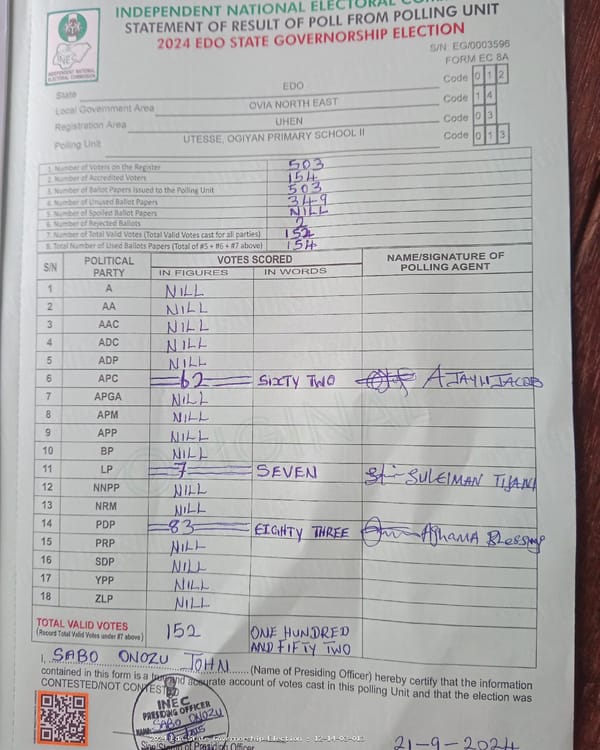 INDEPENDENT NATIONAL ELECTORAL COM
STATEMENT OF RESULT OF POLL FROM POLLING UNIT
2024 EDO STATE GOVERNORSHIP ELECTION
S/N: EG/0003596
FORM EC 8A
INEC
INDEPENDENT NATIONAL ELECTORAL COMMISSION
State EDO Code 0 1 2
Local Government Area OVIA NORTH EAST Code 1 4
Registration Area UHEN Code 0 3
Polling Unit UTESSE, OGIYAN PRIMARY SCHOOL II Code 0 1 3
1. Number of Voters on the Register 503
2. Number of Accredited Voters 154
3. Number of Ballot Papers Issued to the Polling Unit 503
4. Number of Unused Ballot Papers 349
5. Number of Spoiled Ballot Papers NILL
6. Number of Rejected Ballots 2
7. Number of Total Valid Votes (Total Valid Votes cast for all parties) 152
8. Total Number of Used Ballots Papers (Total of #5 + #6 + #7 above) 154
S/N POLITICAL PARTY VOTES SCORED NAME/SIGNATURE OF POLLING AGENT
IN FIGURES IN WORDS
1 A NILL
2 AA NILL
3 AAC NILL
4 ADC NILL
5 ADP NILL
6 APC 62 SIXTY TWO AJAYI JACOB
7 APGA NILL
8 APM NILL
9 APP NILL
10 BP NILL
11 LP 7 SEVEN SULEIMAN TIJANI
12 NNPP NILL
13 NRM NILL
14 PDP 83 EIGHTY THREE Blessing
15 PRP NILL
16 SDP NILL
17 YPP NILL
18 ZLP NILL
ORIGINAL
TOTAL VALID VOTES 152 ONE HUNDRED
(Record Total Valid Votes under #7 above) AND FIFTY TWO
I, SABO ONOZU JOHN (Name of Presiding Officer) hereby certify that the information
contained in this form is a true and accurate account of votes cast in this polling Unit and that the election was
CONTESTED/NOT CONTESTED
INEC
PRESIDING OFFICER
NAME: SABO ONOZU
2024 Edo State Governorship Election - 12-14-03-013
Sign/Stamp of Presiding Officer
21-9-2024